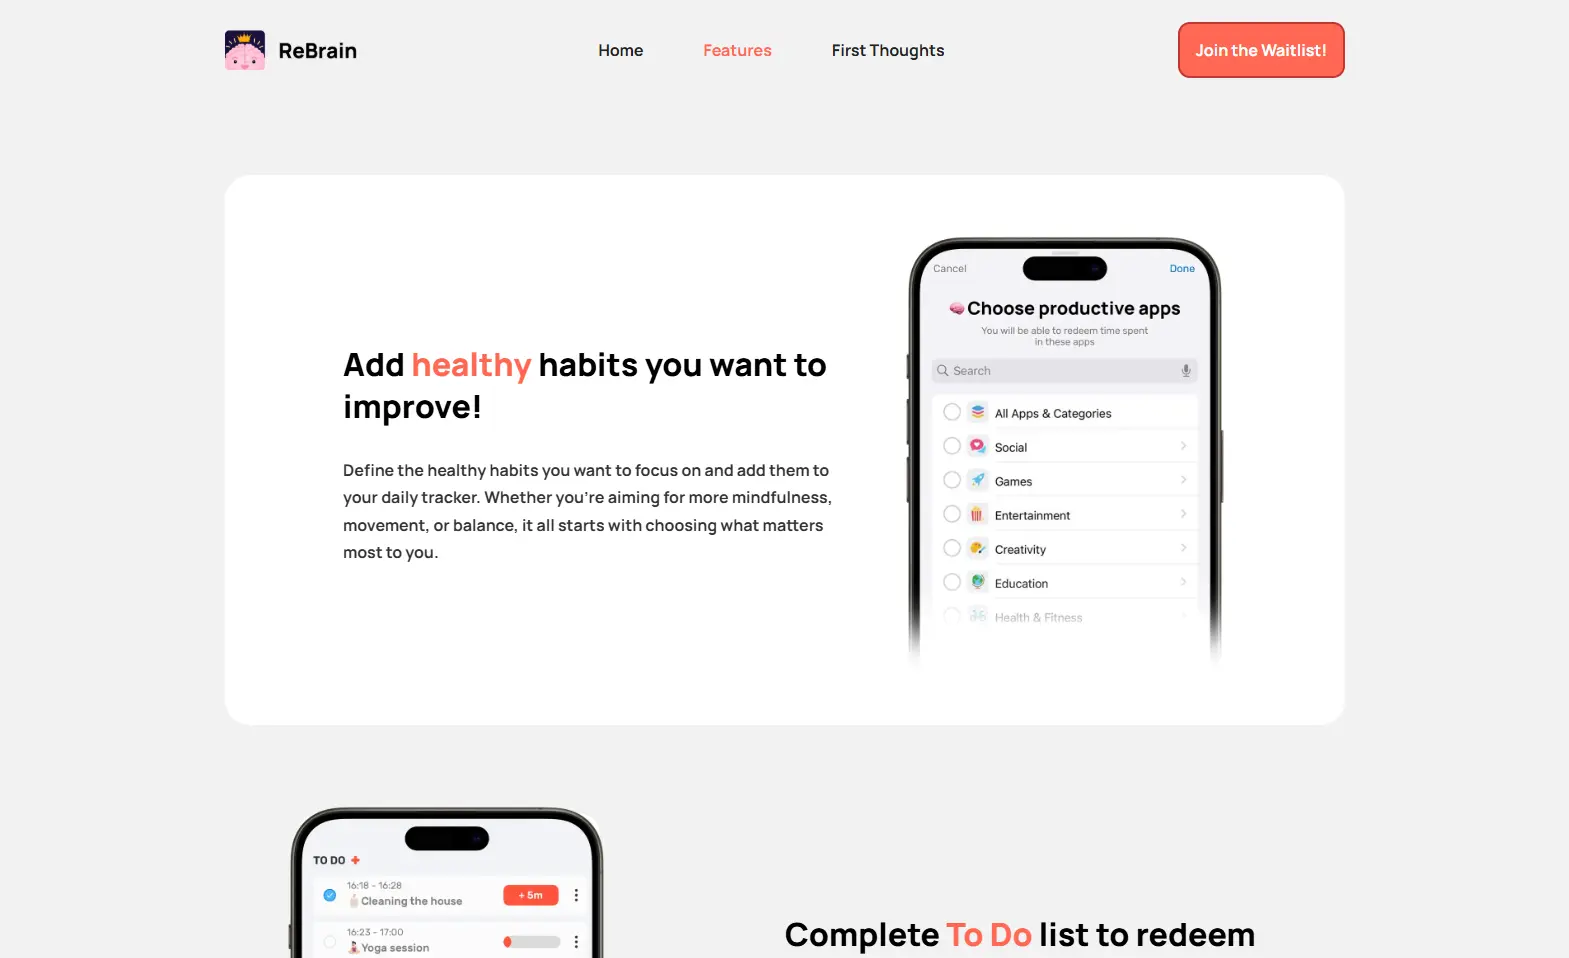 ReBrain
Home
Features
First Thoughts
Join the Waitlist!
Add healthy habits you want to
improve!
Define the healthy habits you want to focus on and add them to
your daily tracker. Whether you're aiming for more mindfulness,
movement, or balance, it all starts with choosing what matters
most to you.
Cancel
Done
Choose productive apps
You will be able to redeem time spent
in these apps
Search
All Apps & Categories
Social
Games
Entertainment
Creativity
Education
Health & Fitness
TO DO
16:18 - 16:28
Cleaning the house
+ 5m
16:23 - 17:00
Yoga session
Complete To Do list to redeem